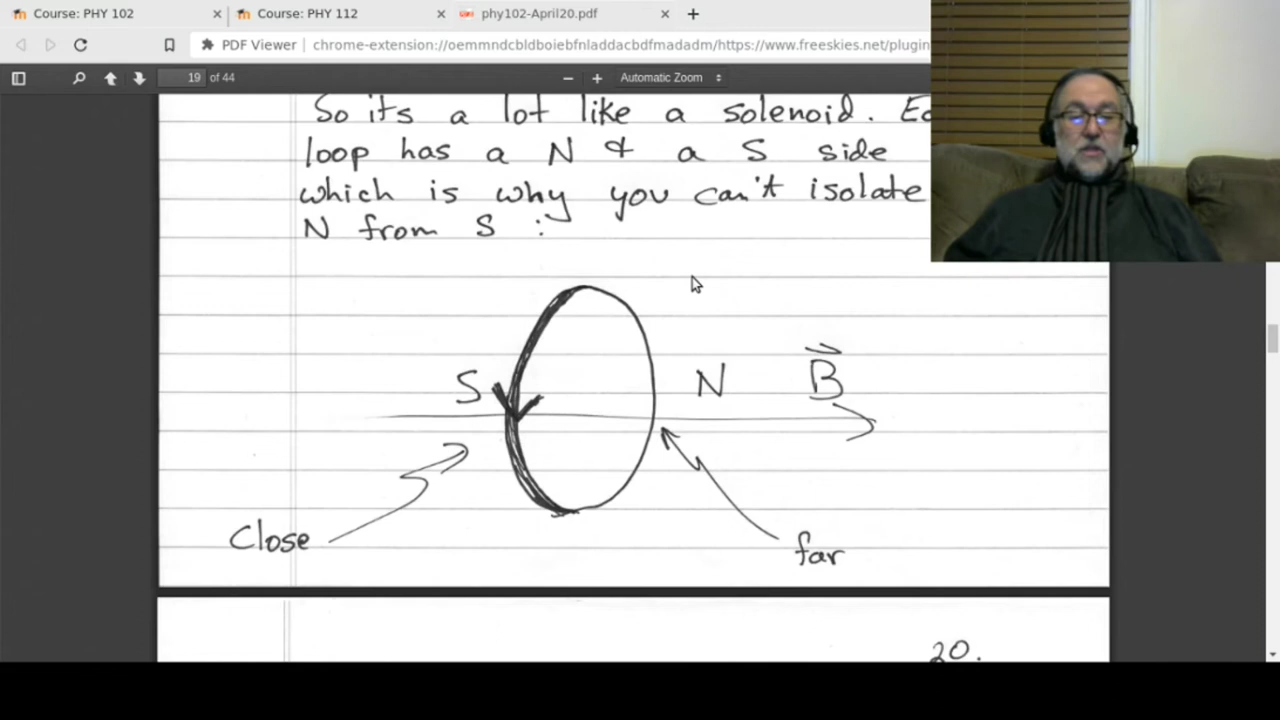 Course: PHY 102
Course: PHY 112
phy102-April20.pdf
PDF Viewer
chrome-extension://oemmndcbldboiebfnladdacbdfmadadm/https://www.freeskies.net/plugin
19 of 44
Automatic Zoom
So its a lot like a solenoid.
loop has a N & a S side
which is why you can't isolate
N from S :
S
N
B
Close
far
20.